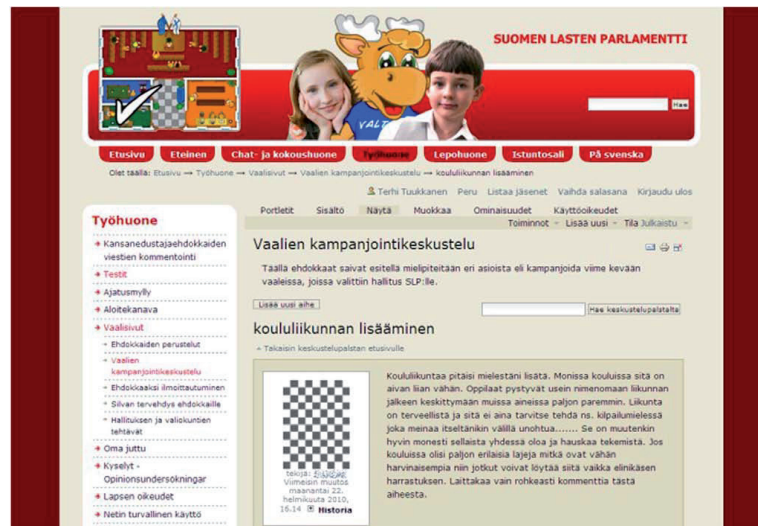 SUOMEN LASTEN PARLAMENTTI
VALT
Hae
Etusivu Eteinen Chat- ja kokoushuone Työhuone Lepohuone Istuntosali På svenska
Olet täällä: Etusivu → Työhuone → Vaalisivut → Vaalien kampanjointikeskustelu → koululiikunnan lisääminen
Terhi Tuukkanen Peru Listaa jäsenet Vaihda salasana Kirjaudu ulos
Työhuone
Kansanedustajaehdokkaiden
viestien kommentointi
Testit
Ajatusmylly
Aloitekanava
Vaalisivut
Ehdokkaiden perustelut
Vaalien
kampanjointikeskustelu
Ehdokkaaksi ilmoittautuminen
Silvan tervehdys ehdokkaille
Hallituksen ja valiokuntien
tehtävät
Oma juttu
Kyselyt -
Opinionsundersökningar
Lapsen oikeudet
Netin turvallinen käyttö
Portletit Sisältö Näytä Muokkaa Ominaisuudet Käyttöoikeudet
Toiminnot Lisää uusi Tila Julkaistu
Vaalien kampanjointikeskustelu
Täällä ehdokkaat saivat esitellä mielipiteitään eri asioista eli kampanjoida viime kevään
vaaleissa, joissa valittiin hallitus SLP:lle.
Lisää uusi aihe
Hae keskustelupalstalta
koululiikunnan lisääminen
Takaisin keskustelupalstan etusivulle
tekijä:
Viimeisin muutos
maanantai 22.
helmikuuta 2010,
16.14 Historia
Koululiikuntaa pitäisi mielestäni lisätä. Monissa kouluissa sitä on
aivan liian vähän. Oppilaat pystyvät usein nimenomaan liikunnan
jälkeen keskittymään muissa aineissa paljon paremmin. Liikunta
on terveellistä ja sitä ei aina tarvitse tehdä ns. kilpailumielessä
joka meinaa itseltänikin välillä unohtua....... Se on muutenkin
hyvin monesti sellaista yhdessä oloa ja hauskaa tekemistä. Jos
kouluissa olisi paljon erilaisia lajeja mitkä ovat vähän
harvinaisempia niin jotkut voivat löytää siitä vaikka elinikäsen
harrastuksen. Laittakaa vain rohkeasti kommenttia tästä
aiheesta.